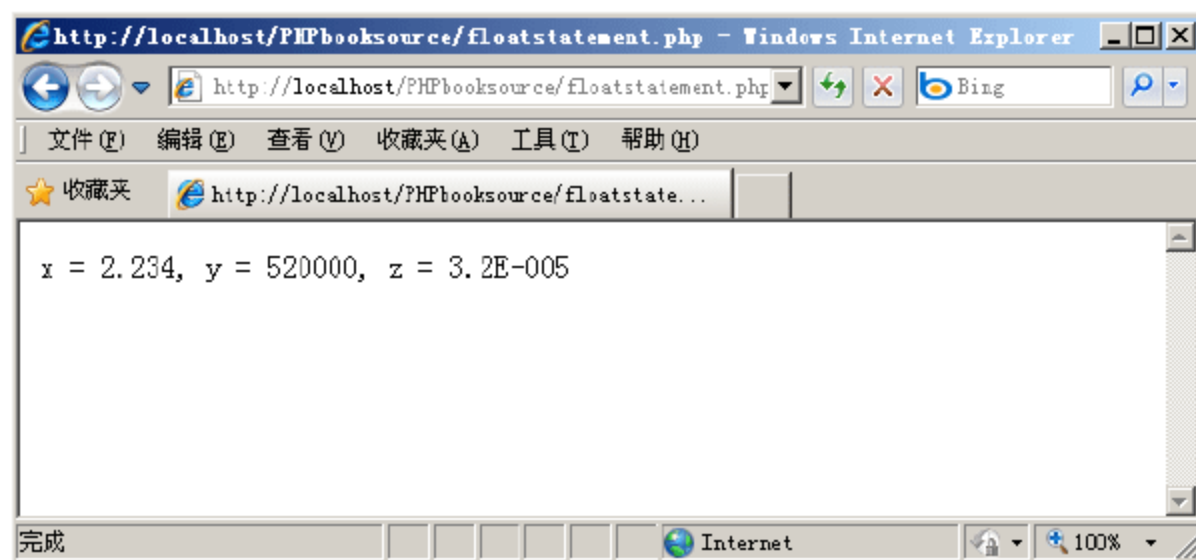 http://localhost/PHPbooksource/floatstatement.php - Windows Internet Explorer
http://localhost/PHPbooksource/floatstatement.php
Bing
文件(F) 编辑(E) 查看(V) 收藏夹(A) 工具(T) 帮助(H)
收藏夹 http://localhost/PHPbooksource/floatstate...
x = 2.234, y = 520000, z = 3.2E-005
完成 Internet 100%